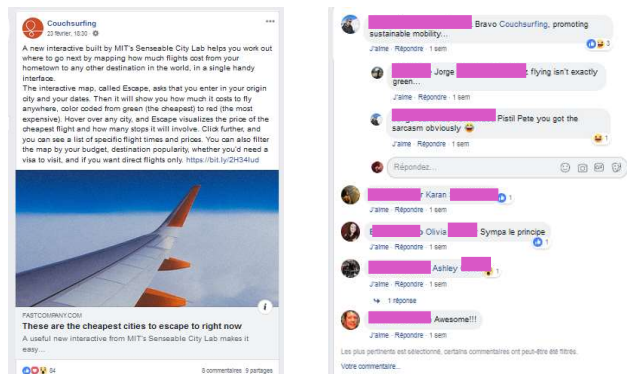 Couchsurfing
23 février, 10:30
A new interactive built by MIT's Senseable City Lab helps you work out
where to go next by mapping how much flights cost from your
hometown to any other destination in the world, in a single handy
interface.
The interactive map, called Escape, asks that you enter in your origin
city and your dates. Then it will show you how much it costs to fly
anywhere, color coded from green (the cheapest) to red (the most
expensive). Hover over any city, and Escape visualizes the price of the
cheapest flight and how many stops it will involve. Click further, and
you can see a list of specific flight times and prices. You can also filter
the map by your budget, destination popularity, whether you'd need a
visa to visit, and if you want direct flights only. https://bit.ly/2H34lud
FASTCOMPANY.COM
These are the cheapest cities to escape to right now
A useful new interactive from MIT's Senseable City Lab makes it
easy...
84
8 commentaires 9 partages
Bravo Couchsurfing, promoting
sustainable mobility...
3
J'aime · Répondre · 1 sem
Jorge flying isn't exactly
green...
J'aime · Répondre · 1 sem
Pistil Pete you got the
sarcasm obviously
1
J'aime · Répondre · 1 sem
Répondez...
GIF
Karan
1
J'aime · Répondre · 1 sem
Olivia Sympa le principe
1
J'aime · Répondre · 1 sem
Ashley
1
J'aime · Répondre · 1 sem
1 réponse
Awesome!!!
J'aime · Répondre · 1 sem
Les plus pertinents est sélectionné, certains commentaires ont peut-être été filtrés.
Votre commentaire...